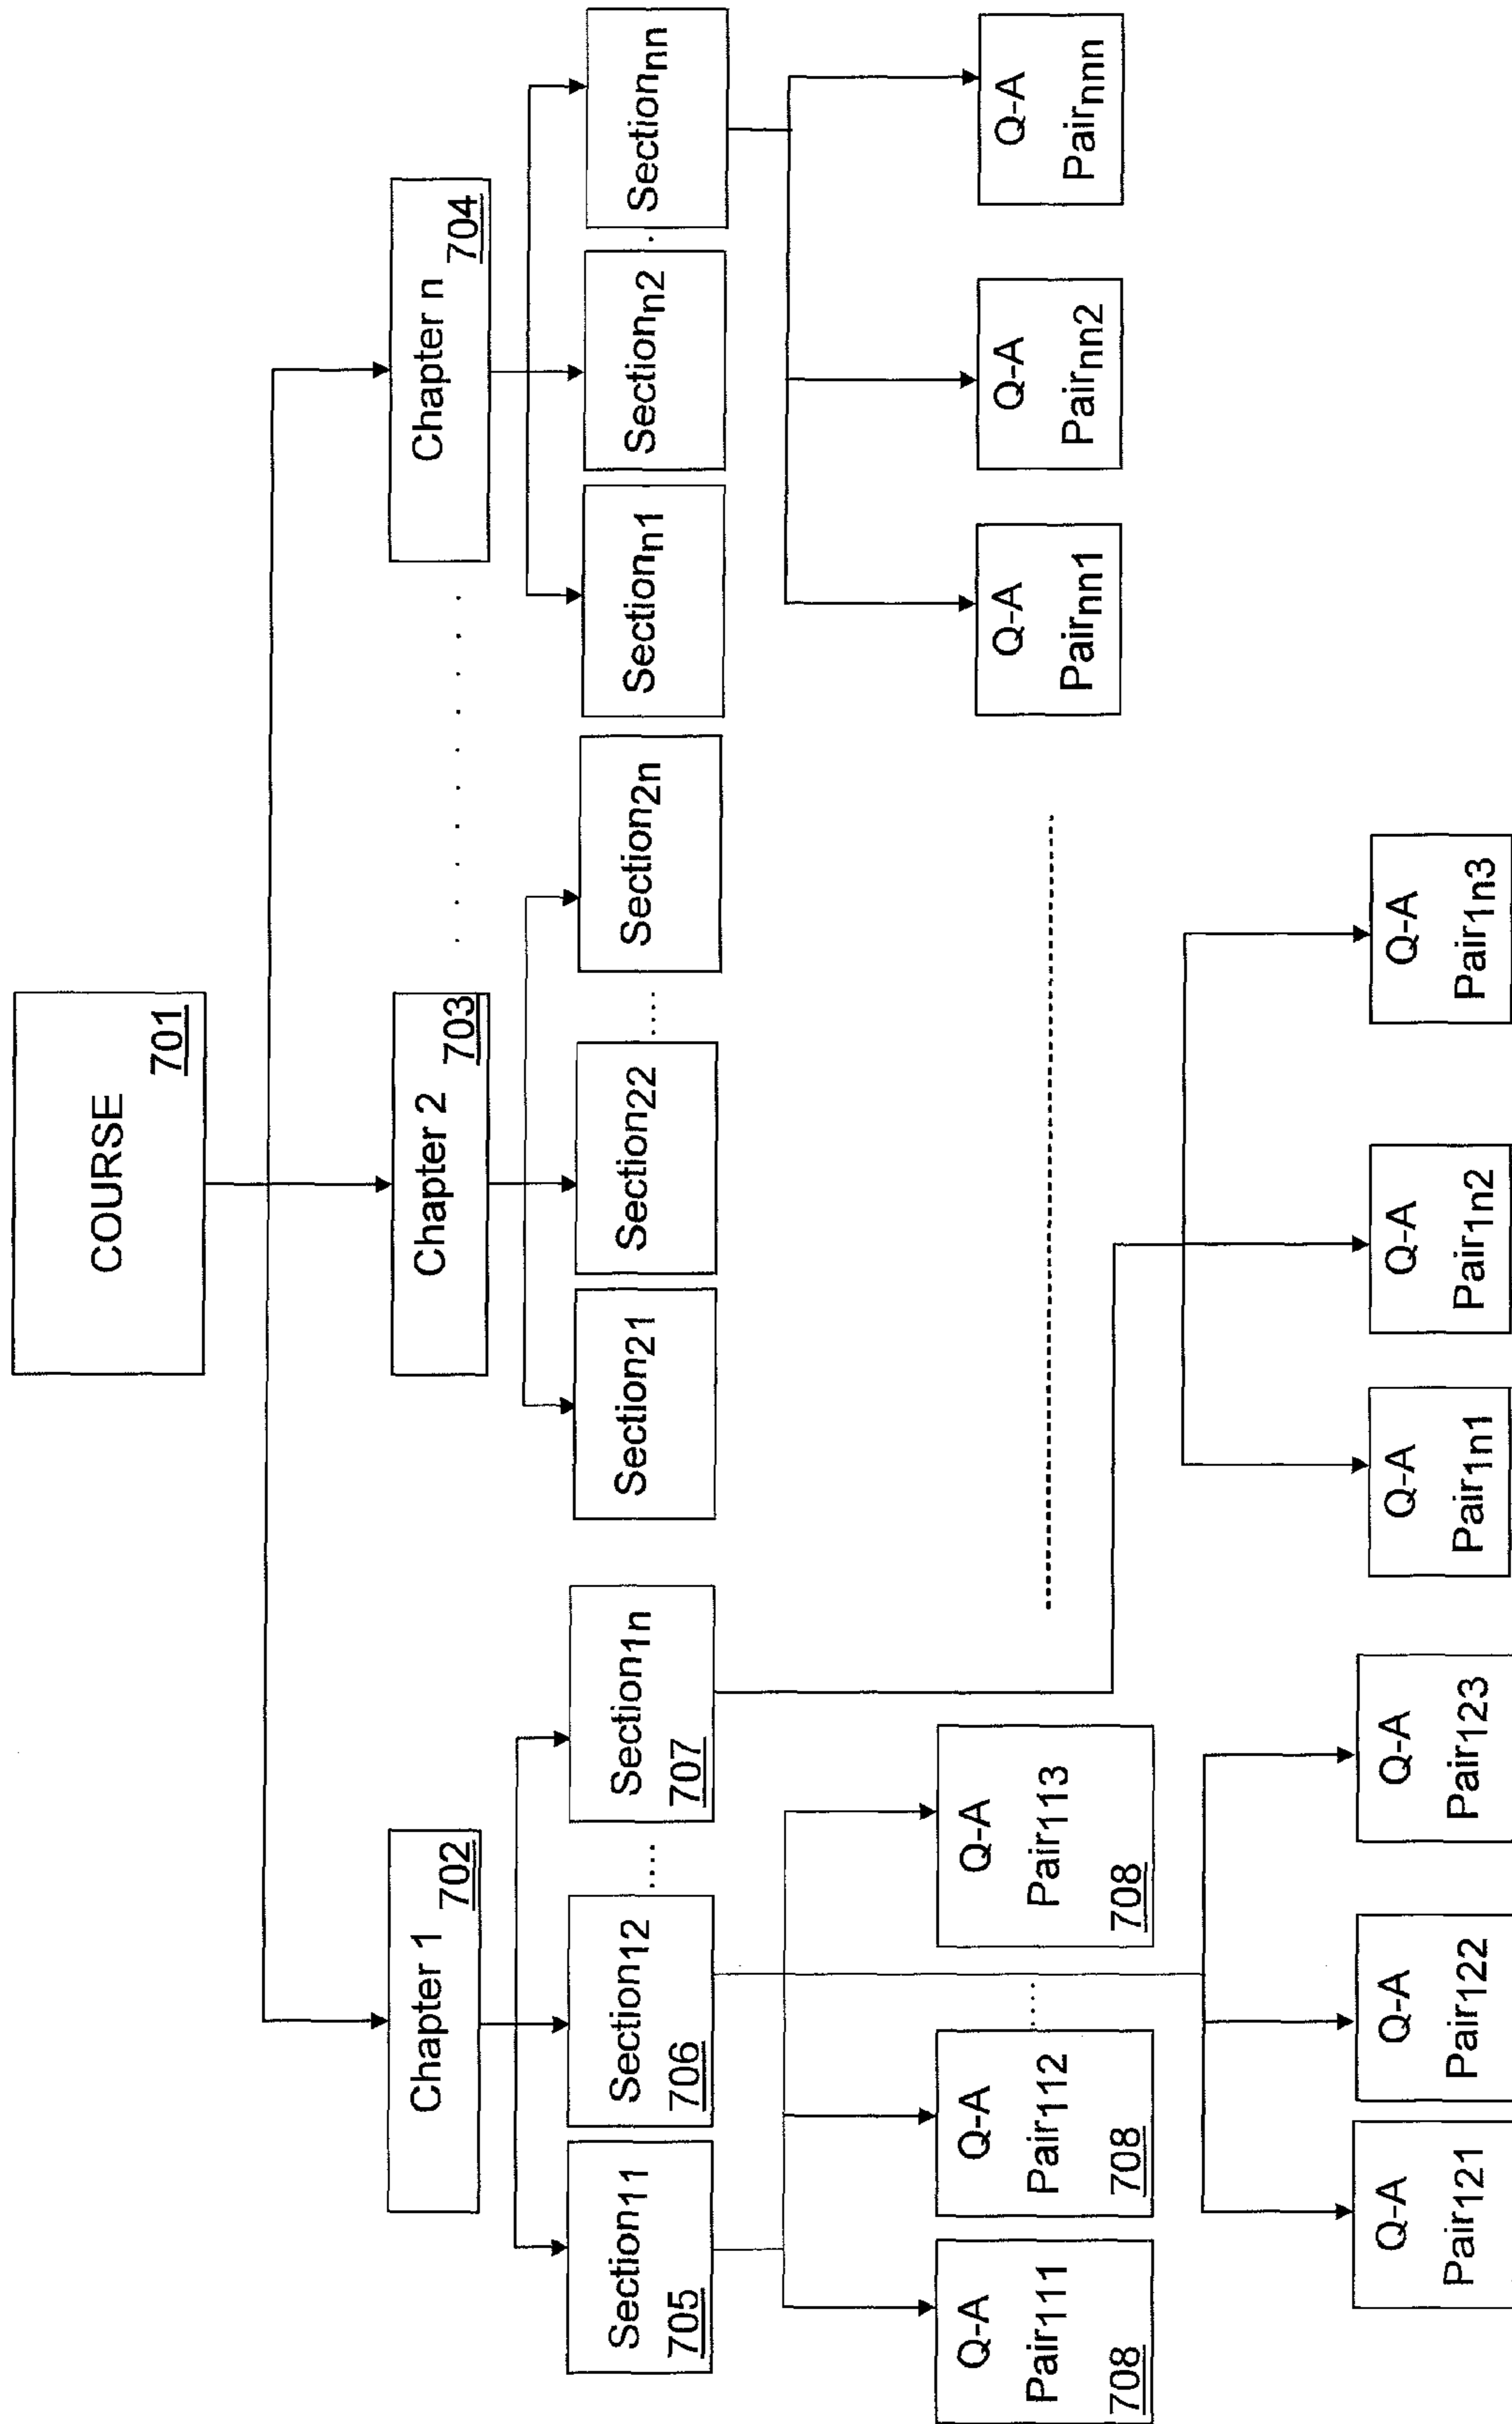 COURSE
701
Chapter 1
702
Chapter 2
703
. . . . . . . . . .
Chapter n
704
Section11
705
Section12
706
....
Section1n
707
Section21
Section22
....
Section2n
Sectionn1
Sectionn2
.
Sectionnn
Q-A
Pair111
708
Q-A
Pair112
708
....
Q-A
Pair113
708
Q-A
Pairnn1
Q-A
Pairnn2
Q-A
Pairnnn
Q-A
Pair121
Q-A
Pair122
Q-A
Pair123
Q-A
Pair1n1
Q-A
Pair1n2
Q-A
Pair1n3